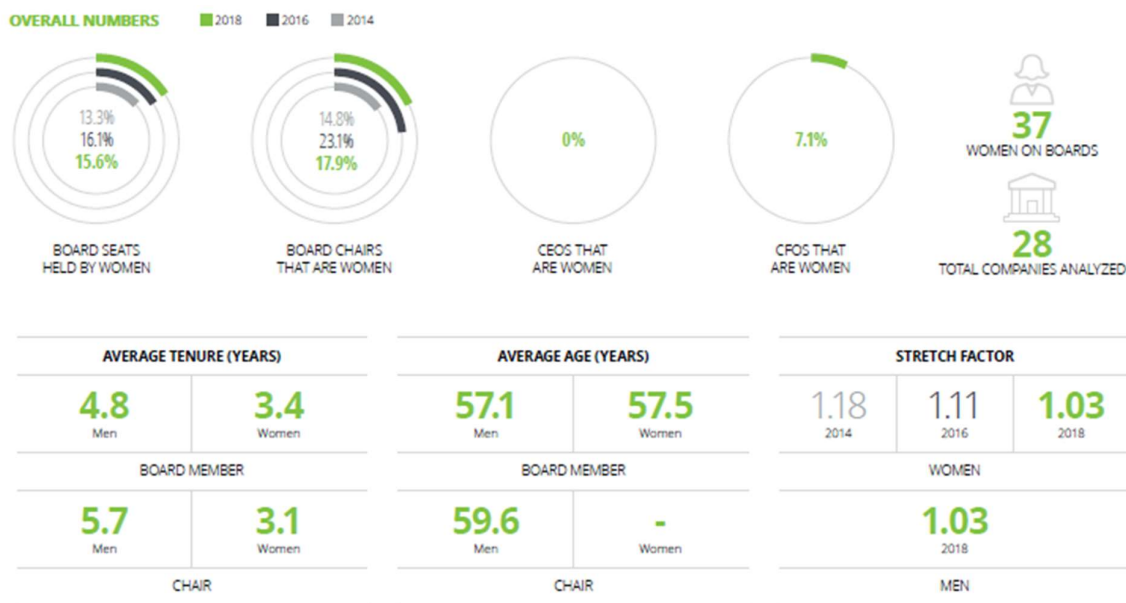 OVERALL NUMBERS
2018
2016
2014
13.3%
16.1%
15.6%
BOARD SEATS
HELD BY WOMEN
14.8%
23.1%
17.9%
BOARD CHAIRS
THAT ARE WOMEN
0%
CEOS THAT
ARE WOMEN
7.1%
CFOS THAT
ARE WOMEN
37
WOMEN ON BOARDS
28
TOTAL COMPANIES ANALYZED
AVERAGE TENURE (YEARS)
4.8
Men
3.4
Women
BOARD MEMBER
5.7
Men
3.1
Women
CHAIR
AVERAGE AGE (YEARS)
57.1
Men
57.5
Women
BOARD MEMBER
59.6
Men
-
Women
CHAIR
STRETCH FACTOR
1.18
2014
1.11
2016
1.03
2018
WOMEN
1.03
2018
MEN